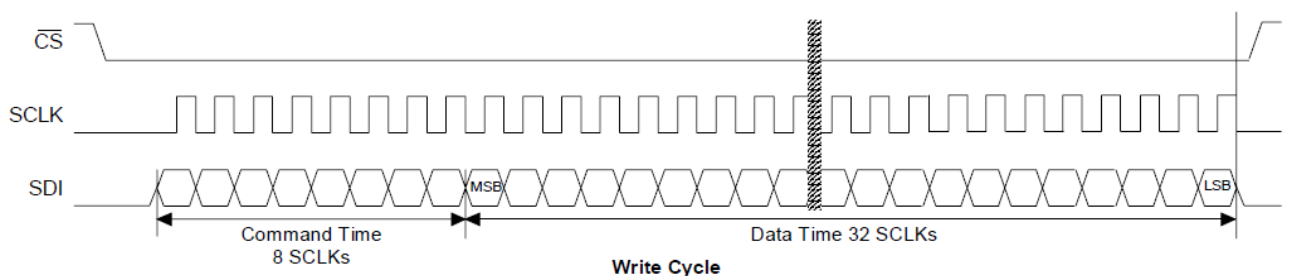 CS
SCLK
SDI
MSB
LSB
Command Time
8 SCLKs
Data Time 32 SCLKs
Write Cycle